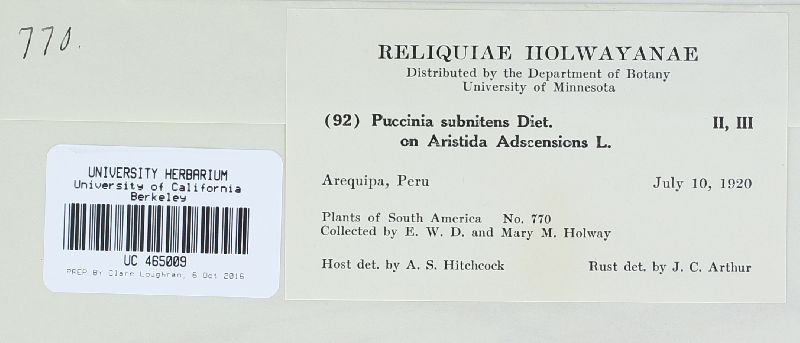 770.
RELIQUIAE HOLWAYANAE
Distributed by the Department of Botany
University of Minnesota
(92) Puccinia subnitens Diet. II, III
on Aristida Adscensions L.
Arequipa, Peru July 10, 1920
Plants of South America No. 770
Collected by E. W. D. and Mary M. Holway
Host det. by A. S. Hitchcock Rust det. by J. C. Arthur
UNIVERSITY HERBARIUM
University of California
Berkeley
UC 465009
PREP BY Clare Loughran, 6 Oct 2016